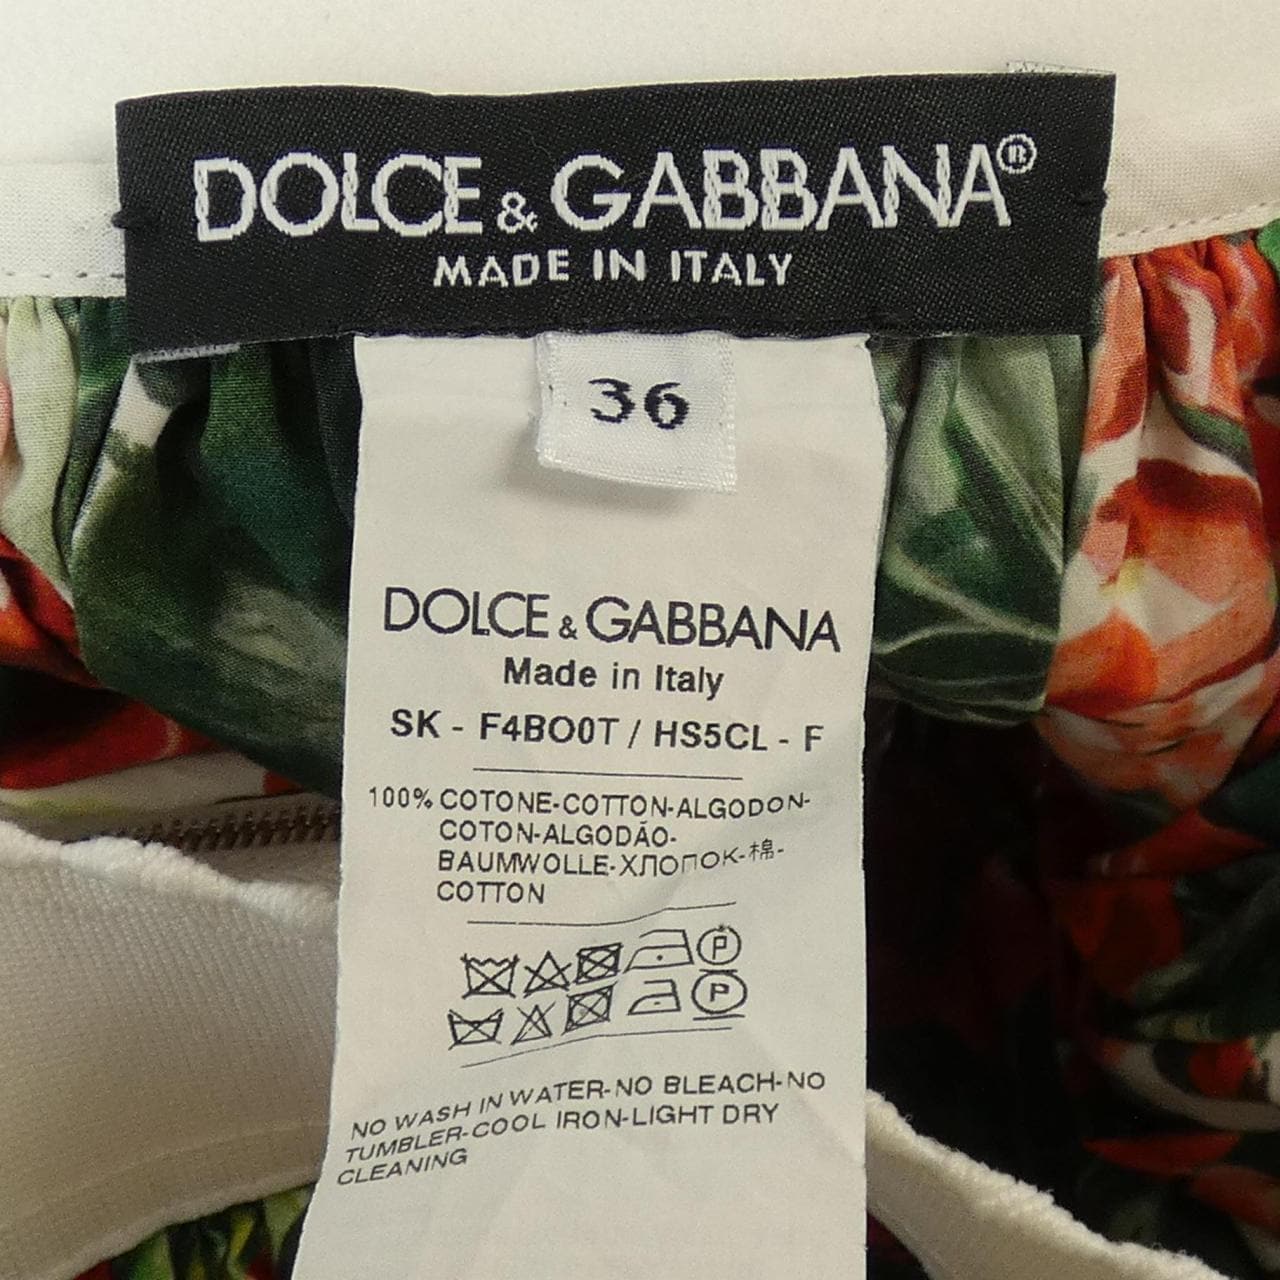 DOLCE & GABBANA®
MADE IN ITALY
36
DOLCE & GABBANA
Made in Italy
SK - F4BO0T / HS5CL - F
100% COTONE-COTTON-ALGODON-
COTON-ALGODÃO-
BAUMWOLLE-ХЛОПОК-棉-
COTTON
P
P
NO WASH IN WATER-NO BLEACH-NO
TUMBLER-COOL IRON-LIGHT DRY
CLEANING